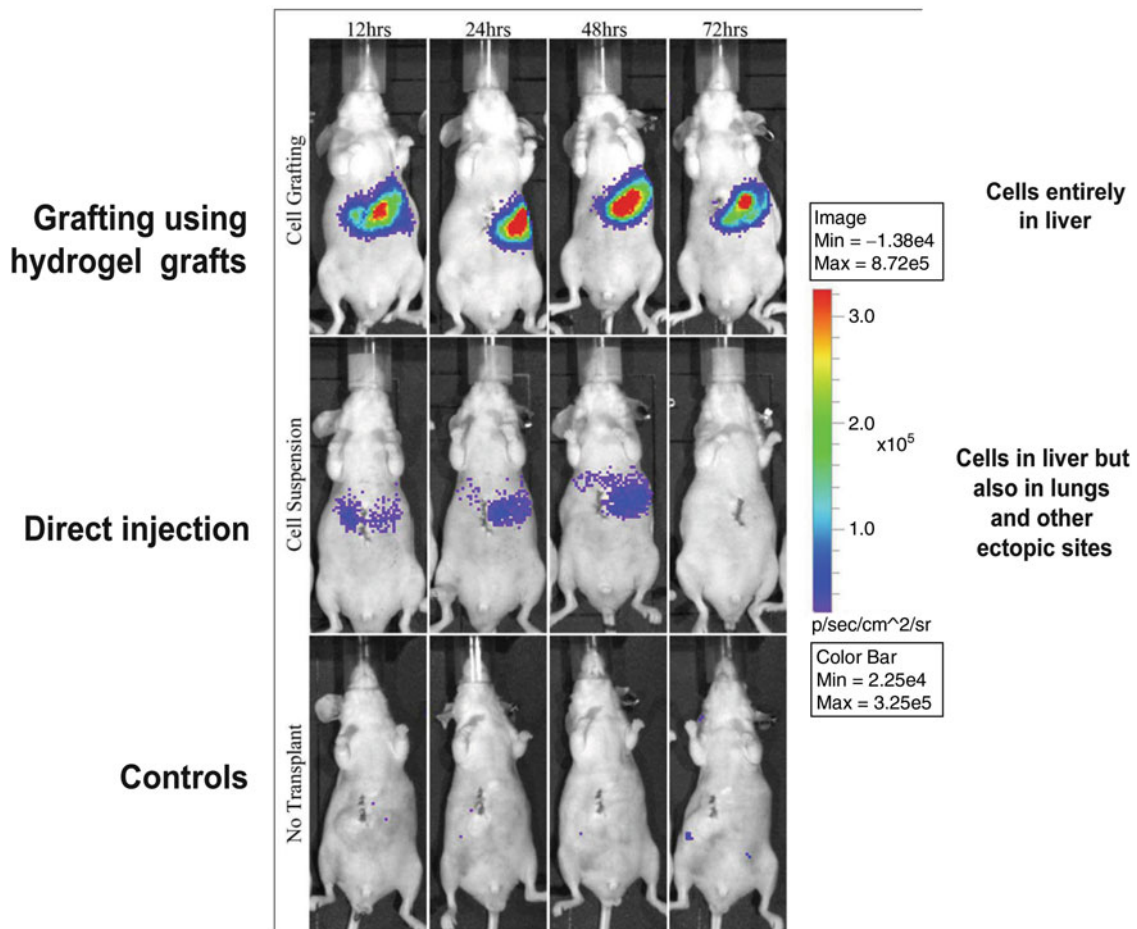 12hrs 24hrs 48hrs 72hrs
Grafting using
hydrogel grafts
Cell Grafting
Cells entirely
in liver
Image
Min = −1.38e4
Max = 8.72e5
3.0
2.0
x10⁵
1.0
p/sec/cm^2/sr
Color Bar
Min = 2.25e4
Max = 3.25e5
Direct injection
Cell Suspension
Cells in liver but
also in lungs
and other
ectopic sites
Controls
No Transplant